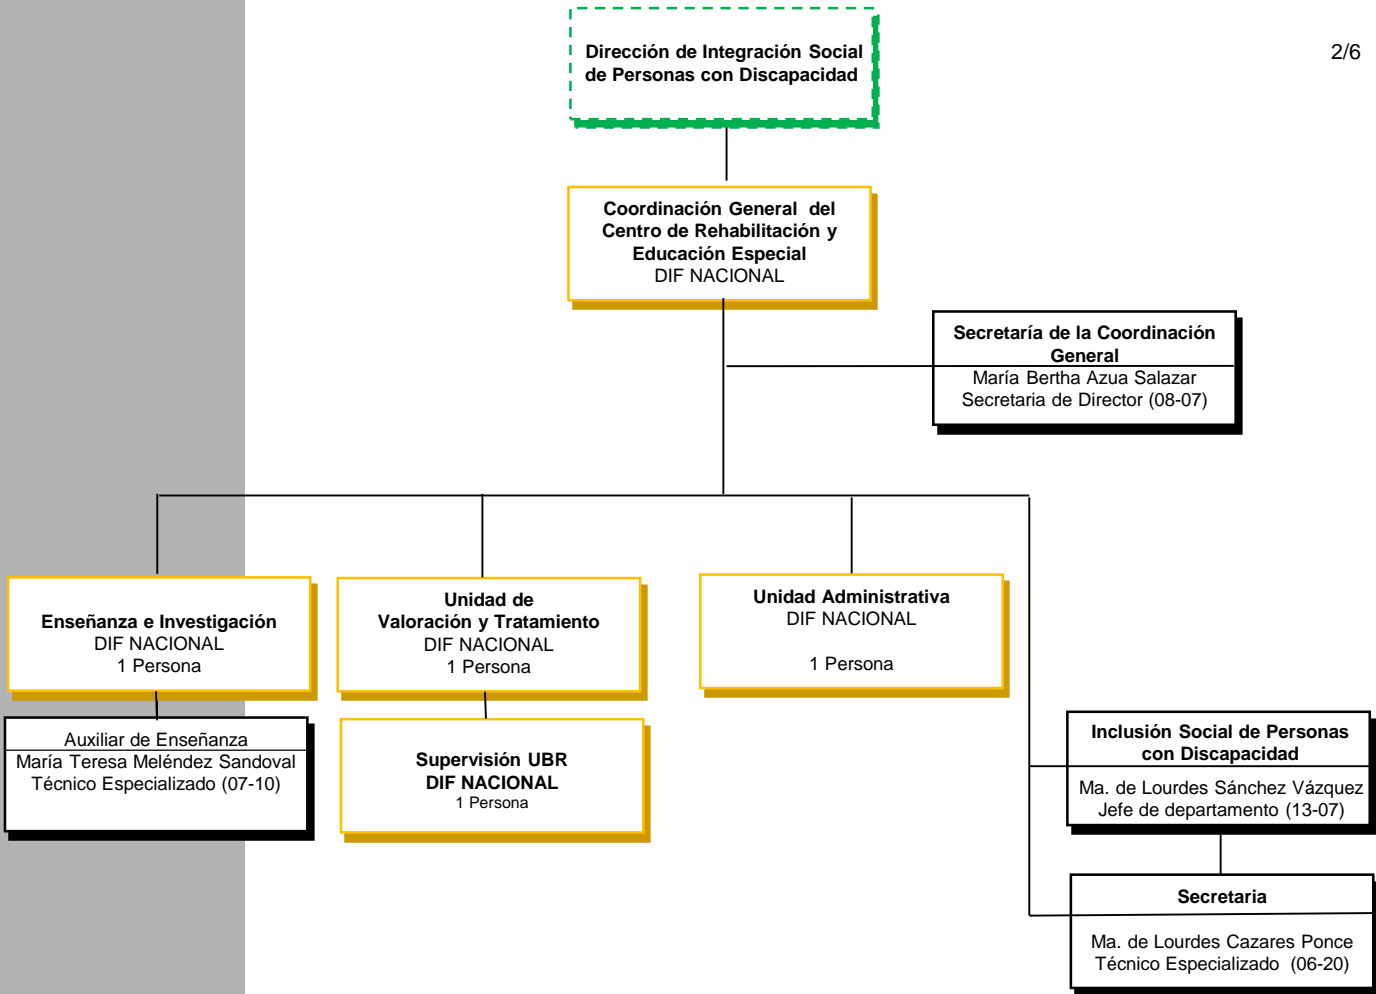 Dirección de Integración Social
de Personas con Discapacidad
2/6
Coordinación General del
Centro de Rehabilitación y
Educación Especial
DIF NACIONAL
Secretaría de la Coordinación
General
María Bertha Azua Salazar
Secretaria de Director (08-07)
Enseñanza e Investigación
DIF NACIONAL
1 Persona
Unidad de
Valoración y Tratamiento
DIF NACIONAL
1 Persona
Unidad Administrativa
DIF NACIONAL
1 Persona
Auxiliar de Enseñanza
María Teresa Meléndez Sandoval
Técnico Especializado (07-10)
Supervisión UBR
DIF NACIONAL
1 Persona
Inclusión Social de Personas
con Discapacidad
Ma. de Lourdes Sánchez Vázquez
Jefe de departamento (13-07)
Secretaria
Ma. de Lourdes Cazares Ponce
Técnico Especializado (06-20)